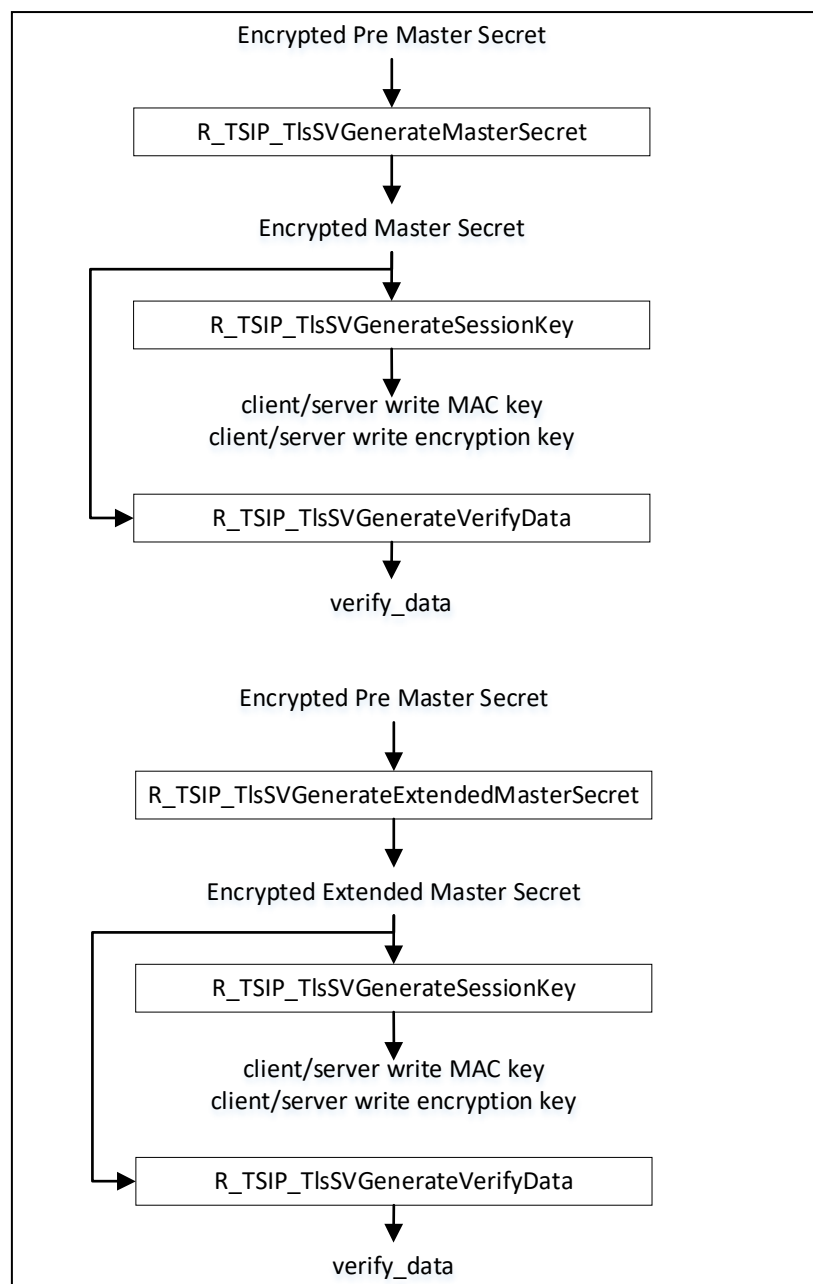 Encrypted Pre Master Secret
R_TSIP_TlsSVGenerateMasterSecret
Encrypted Master Secret
R_TSIP_TlsSVGenerateSessionKey
client/server write MAC key
client/server write encryption key
R_TSIP_TlsSVGenerateVerifyData
verify_data
Encrypted Pre Master Secret
R_TSIP_TlsSVGenerateExtendedMasterSecret
Encrypted Extended Master Secret
R_TSIP_TlsSVGenerateSessionKey
client/server write MAC key
client/server write encryption key
R_TSIP_TlsSVGenerateVerifyData
verify_data